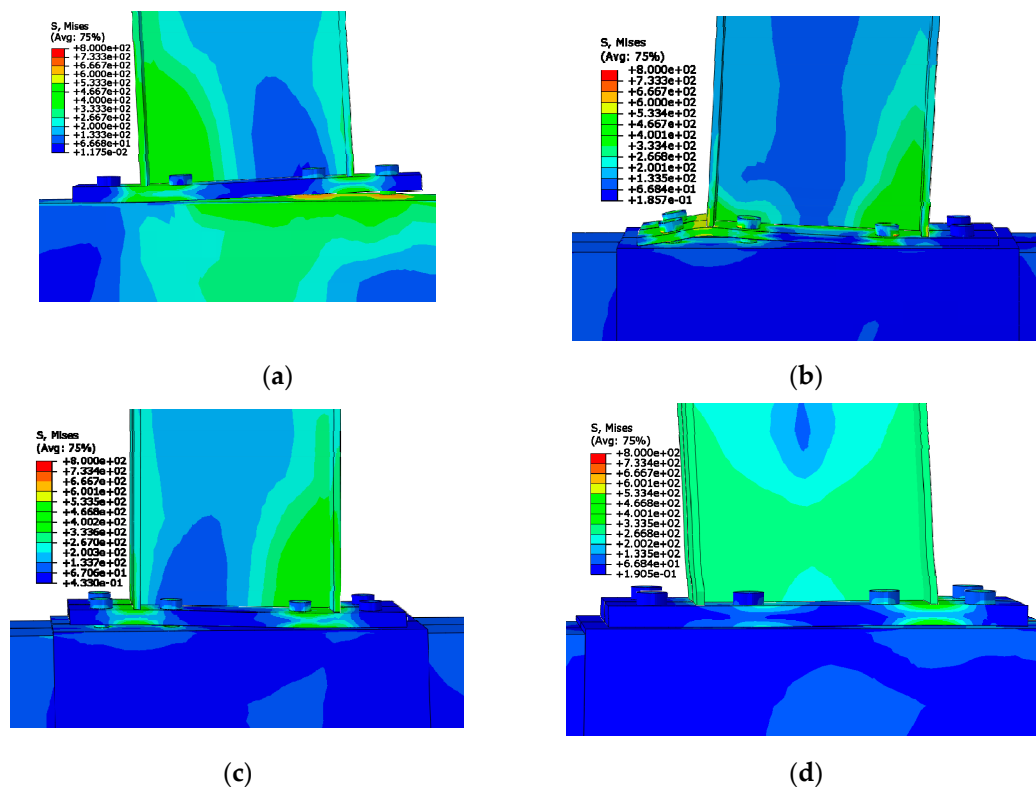 S, Mises
(Avg: 75%)
+8.000e+02
+7.333e+02
+6.667e+02
+6.000e+02
+5.333e+02
+4.667e+02
+4.000e+02
+3.333e+02
+2.667e+02
+2.000e+02
+1.333e+02
+6.668e+01
+1.175e-02
(a)
S, Mises
(Avg: 75%)
+8.000e+02
+7.333e+02
+6.667e+02
+6.000e+02
+5.334e+02
+4.667e+02
+4.001e+02
+3.334e+02
+2.668e+02
+2.001e+02
+1.335e+02
+6.684e+01
+1.857e-01
(b)
S, Mises
(Avg: 75%)
+8.000e+02
+7.334e+02
+6.667e+02
+6.001e+02
+5.335e+02
+4.668e+02
+4.002e+02
+3.336e+02
+2.670e+02
+2.003e+02
+1.337e+02
+6.706e+01
+4.330e-01
(c)
S, Mises
(Avg: 75%)
+8.000e+02
+7.334e+02
+6.667e+02
+6.001e+02
+5.334e+02
+4.668e+02
+4.001e+02
+3.335e+02
+2.668e+02
+2.002e+02
+1.335e+02
+6.684e+01
+1.905e-01
(d)